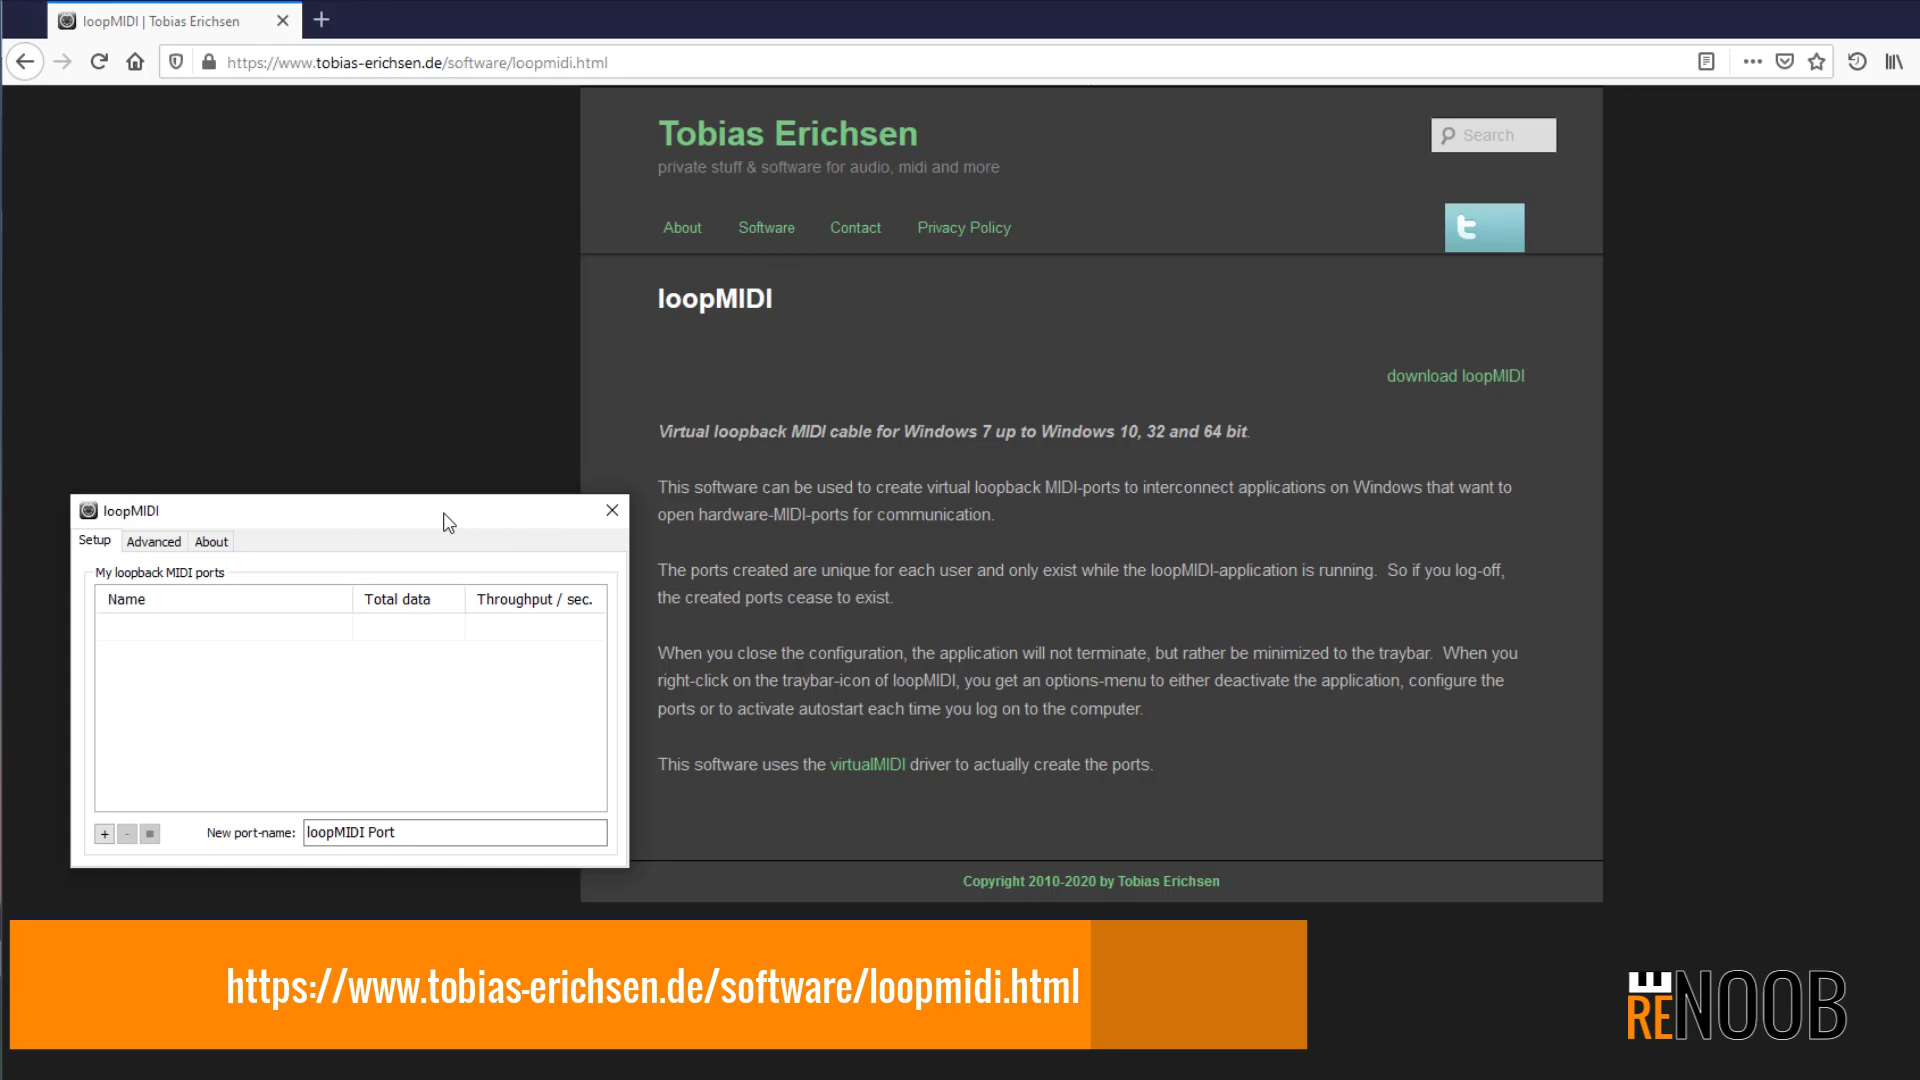 loopMIDI | Tobias Erichsen
https://www.tobias-erichsen.de/software/loopmidi.html
Tobias Erichsen
private stuff & software for audio, midi and more
Search
About Software Contact Privacy Policy
loopMIDI
download loopMIDI
Virtual loopback MIDI cable for Windows 7 up to Windows 10, 32 and 64 bit.
This software can be used to create virtual loopback MIDI-ports to interconnect applications on Windows that want to
open hardware-MIDI-ports for communication.
The ports created are unique for each user and only exist while the loopMIDI-application is running. So if you log-off,
the created ports cease to exist.
When you close the configuration, the application will not terminate, but rather be minimized to the traybar. When you
right-click on the traybar-icon of loopMIDI, you get an options-menu to either deactivate the application, configure the
ports or to activate autostart each time you log on to the computer.
This software uses the virtualMIDI driver to actually create the ports.
Copyright 2010-2020 by Tobias Erichsen
loopMIDI
Setup Advanced About
My loopback MIDI ports
Name Total data Throughput / sec.
+ - New port-name: loopMIDI Port
https://www.tobias-erichsen.de/software/loopmidi.html
RENOOB